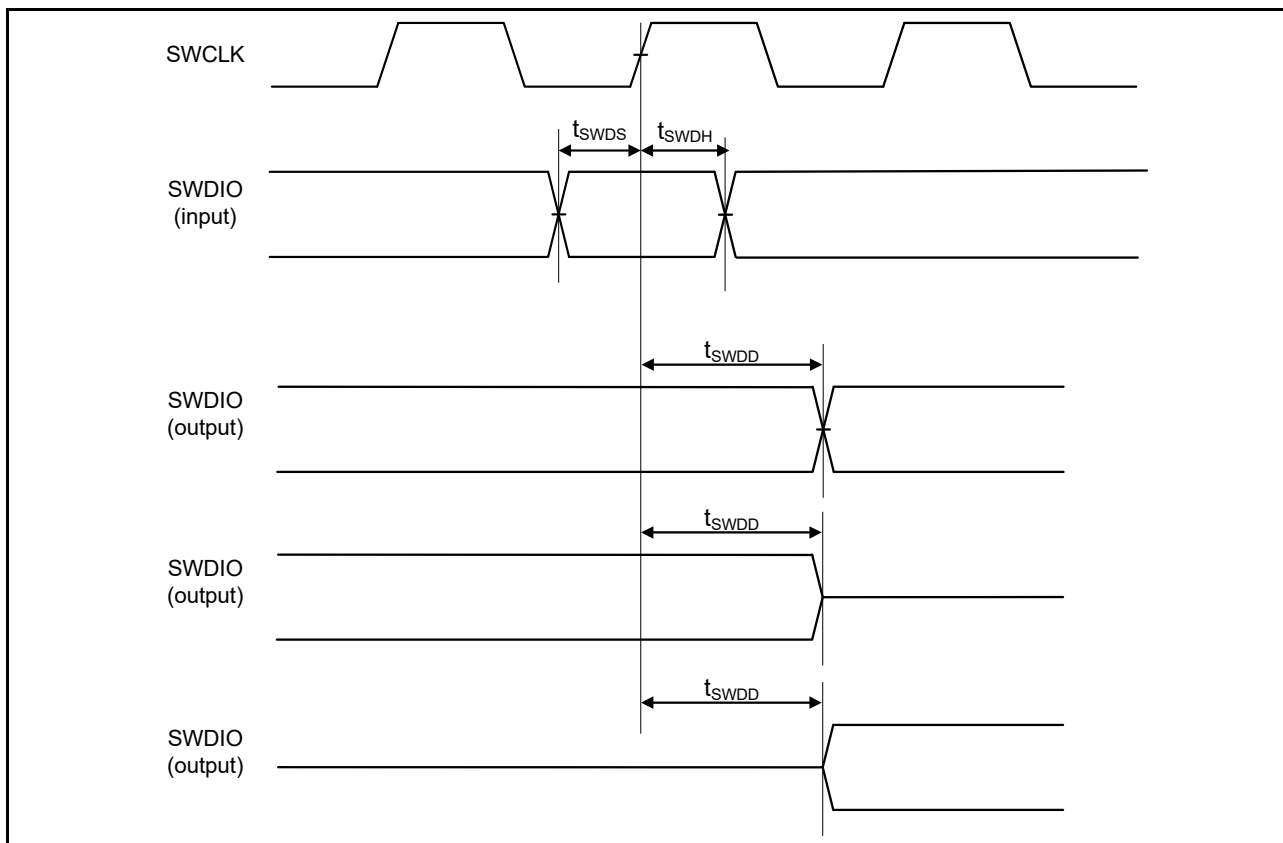 SWCLK
tSWDS
tSWDH
SWDIO
(input)
tSWDD
SWDIO
(output)
tSWDD
SWDIO
(output)
tSWDD
SWDIO
(output)